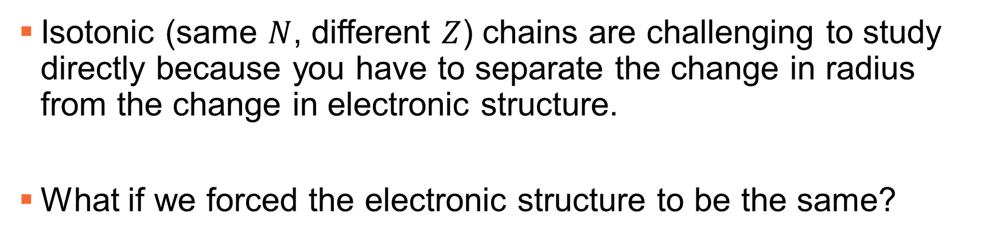 ▪ Isotonic (same N, different Z) chains are challenging to study
directly because you have to separate the change in radius
from the change in electronic structure.
▪ What if we forced the electronic structure to be the same?